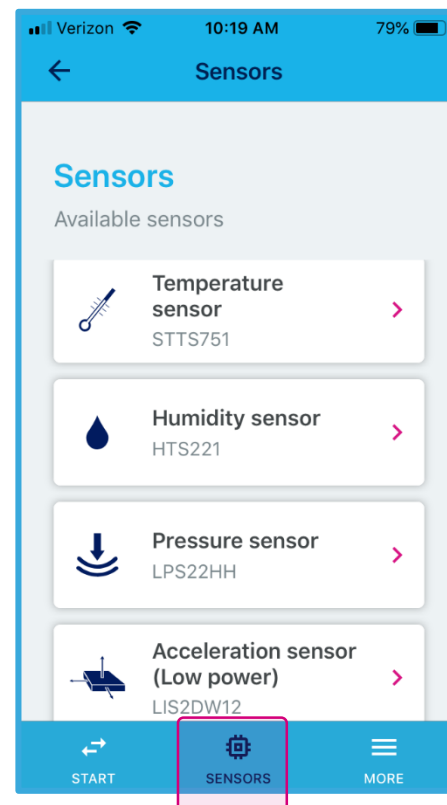 Verizon 10:19 AM 79%
Sensors
Sensors
Available sensors
Temperature
sensor
STTS751
Humidity sensor
HTS221
Pressure sensor
LPS22HH
Acceleration sensor
(Low power)
LIS2DW12
START SENSORS MORE